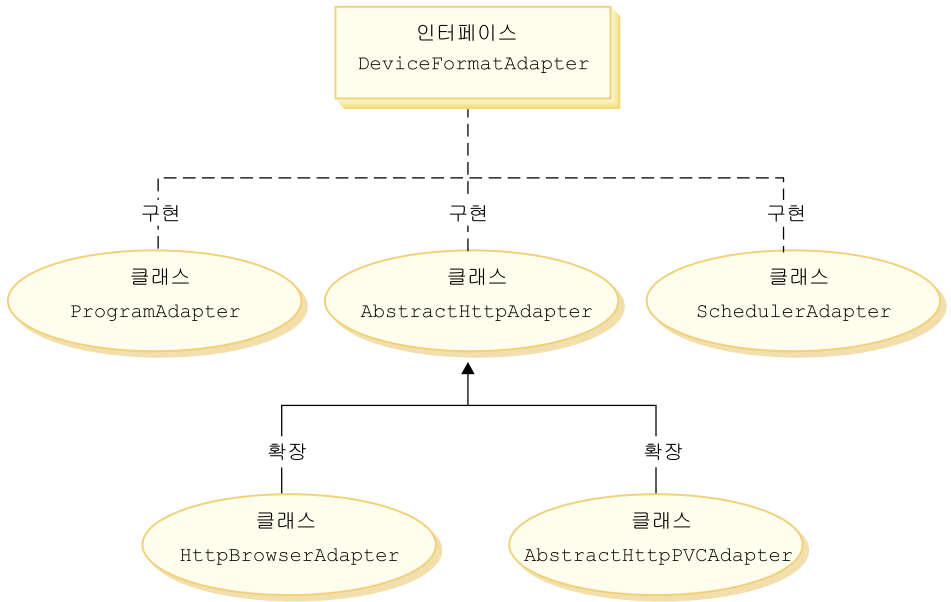 인터페이스
DeviceFormatAdapter
구현
구현
구현
클래스
ProgramAdapter
클래스
AbstractHttpAdapter
클래스
SchedulerAdapter
확장
확장
클래스
HttpBrowserAdapter
클래스
AbstractHttpPVCAdapter